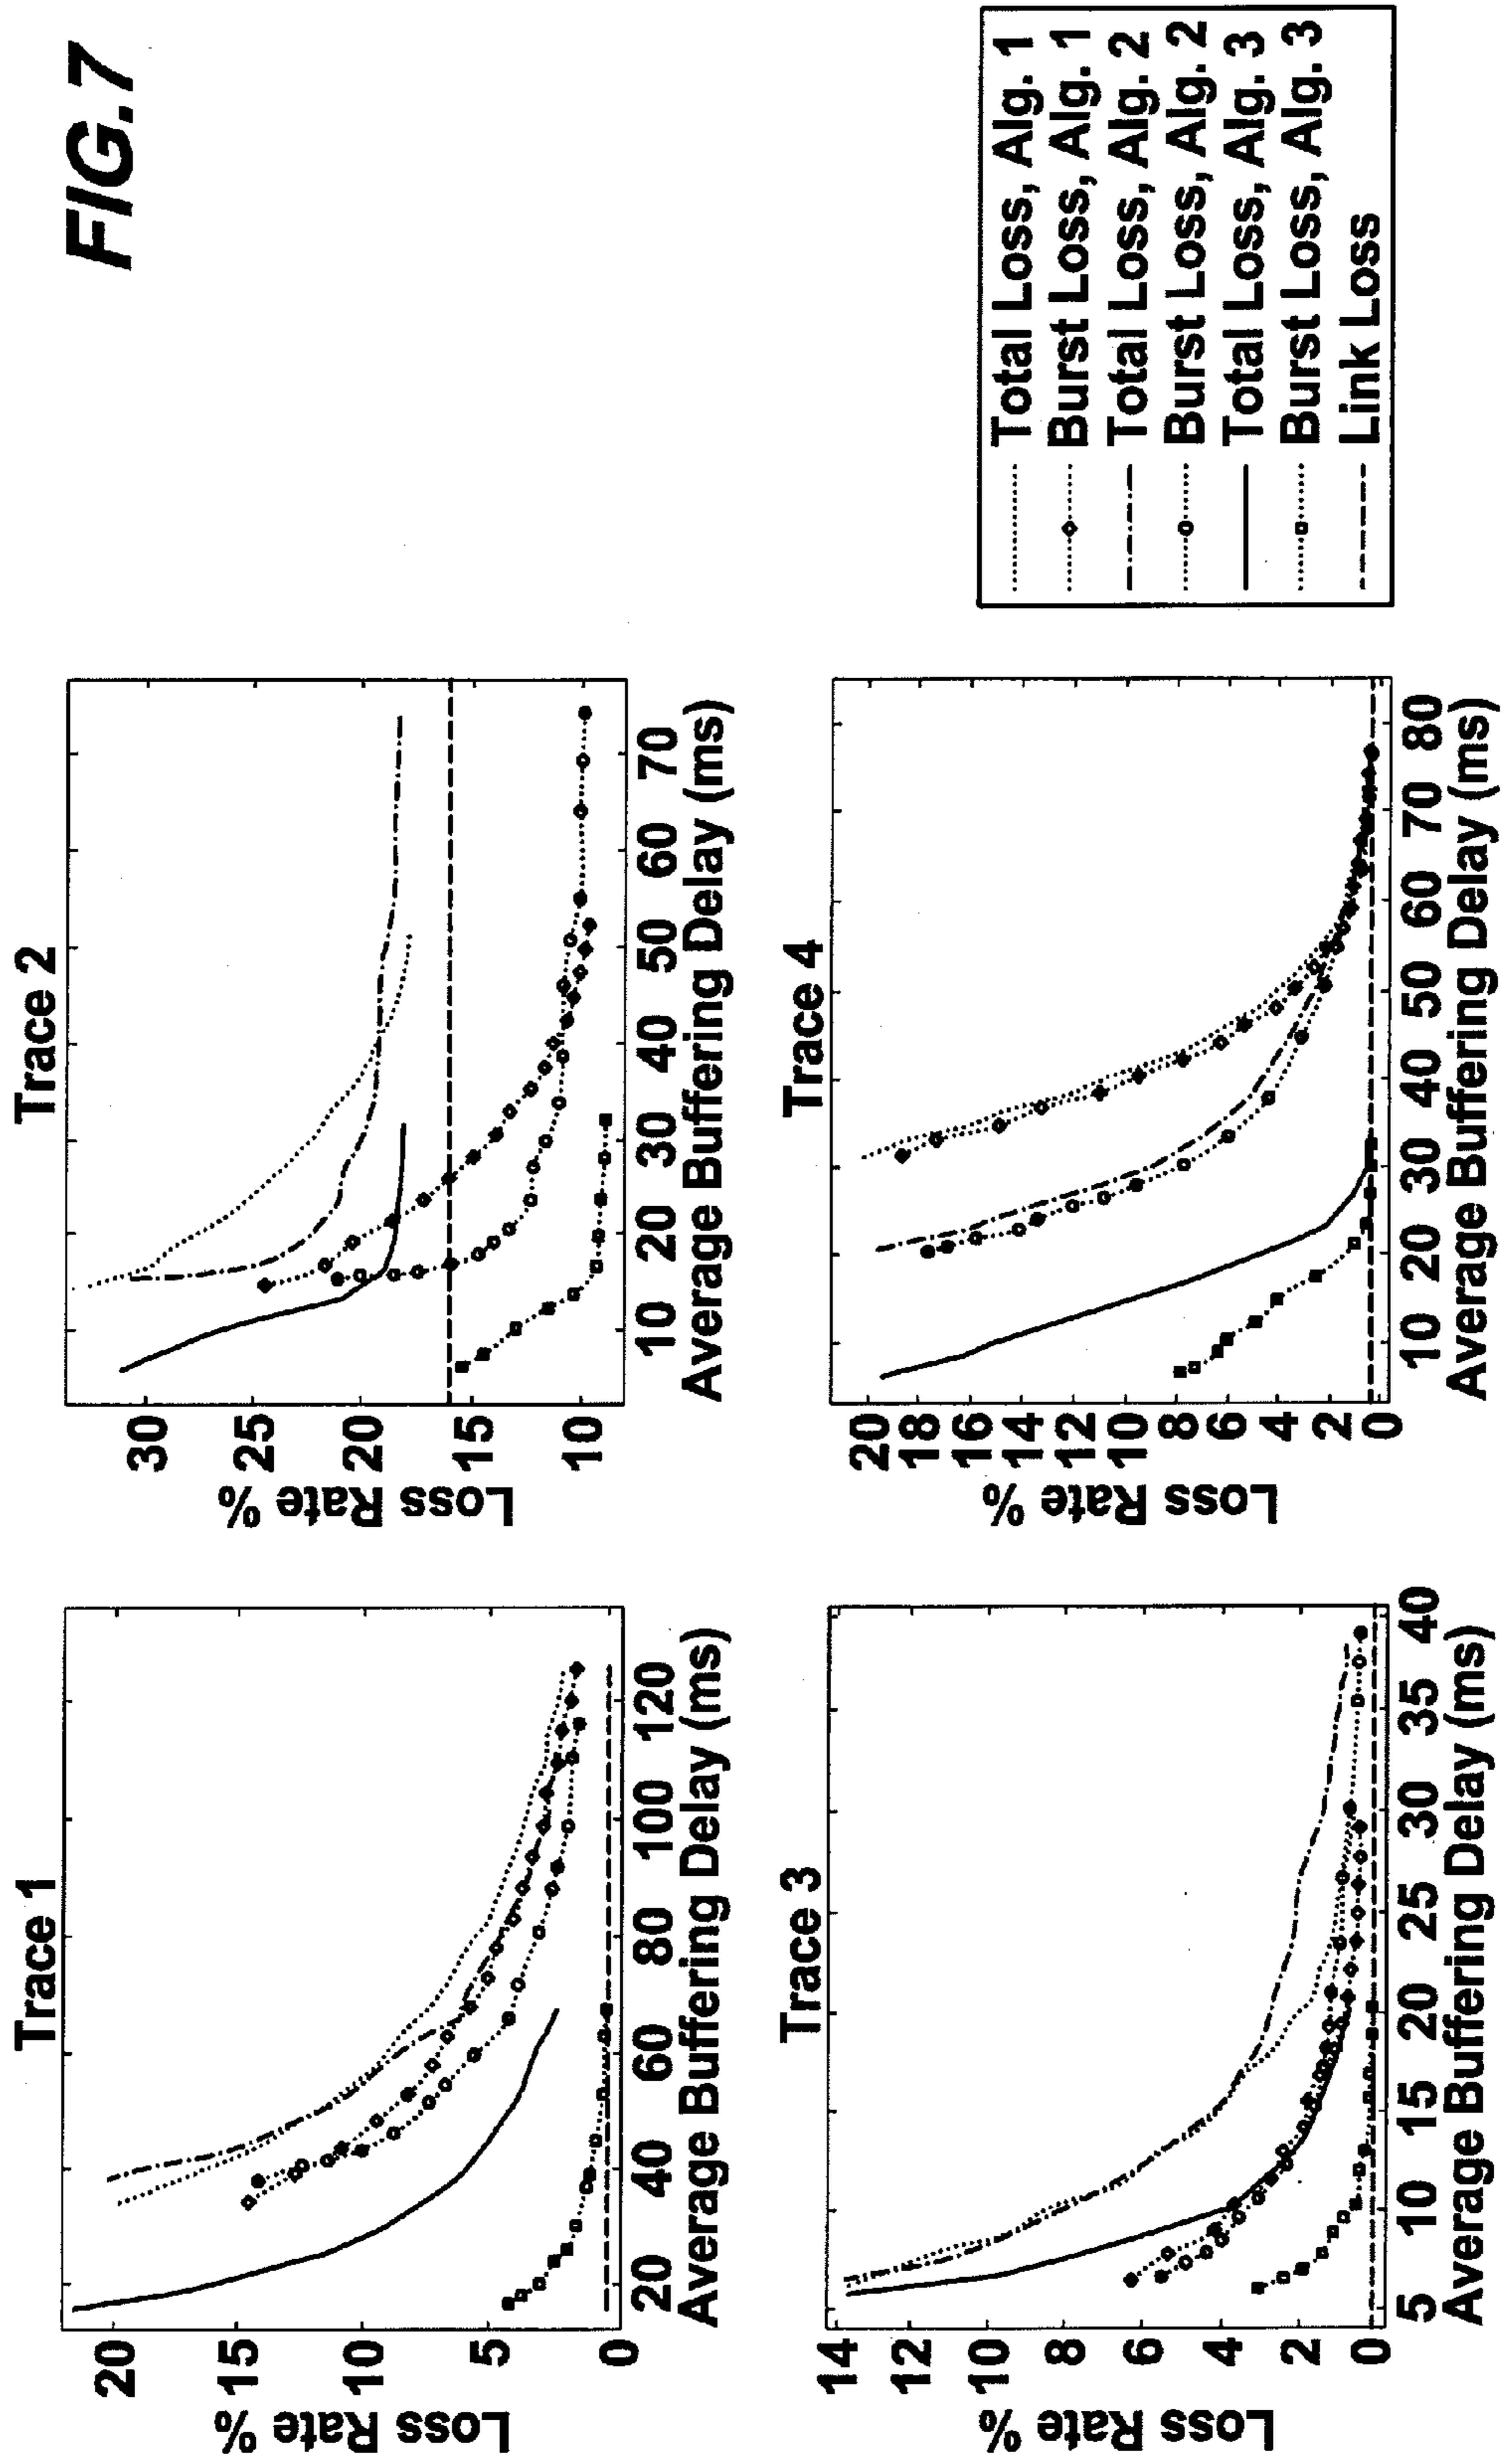 FIG.7
Trace 1
Loss Rate %
20
15
10
5
0
20 40 60 80 100 120
Average Buffering Delay (ms)
Trace 2
Loss Rate %
30
25
20
15
10
10 20 30 40 50 60 70
Average Buffering Delay (ms)
Trace 3
Loss Rate %
14
12
10
8
6
4
2
0
5 10 15 20 25 30 35 40
Average Buffering Delay (ms)
Trace 4
Loss Rate %
20
18
16
14
12
10
8
6
4
2
0
10 20 30 40 50 60 70 80
Average Buffering Delay (ms)
Total Loss, Alg. 1
Burst Loss, Alg. 1
Total Loss, Alg. 2
Burst Loss, Alg. 2
Total Loss, Alg. 3
Burst Loss, Alg. 3
Link Loss